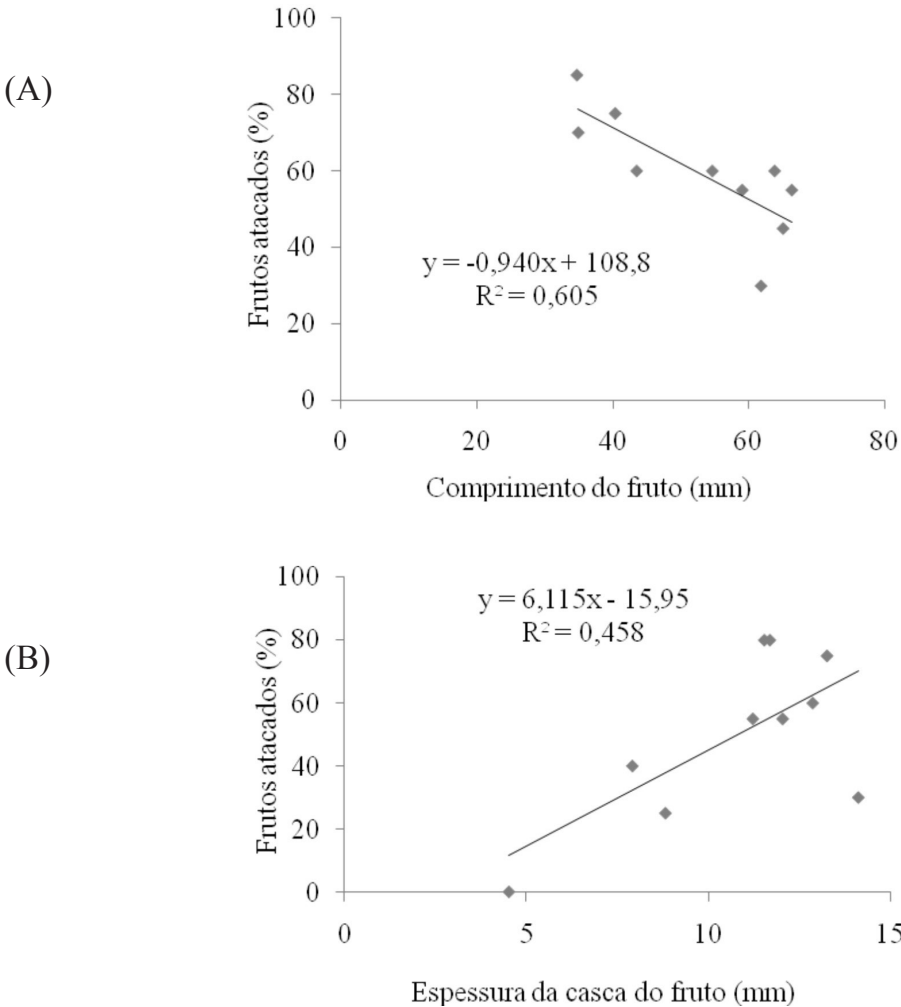 (A)
Frutos atacados (%)
100
80
60
40
20
0
y = -0,940x + 108,8
R² = 0,605
0 20 40 60 80
Comprimento do fruto (mm)
(B)
Frutos atacados (%)
100
80
60
40
20
0
y = 6,115x - 15,95
R² = 0,458
0 5 10 15
Espessura da casca do fruto (mm)